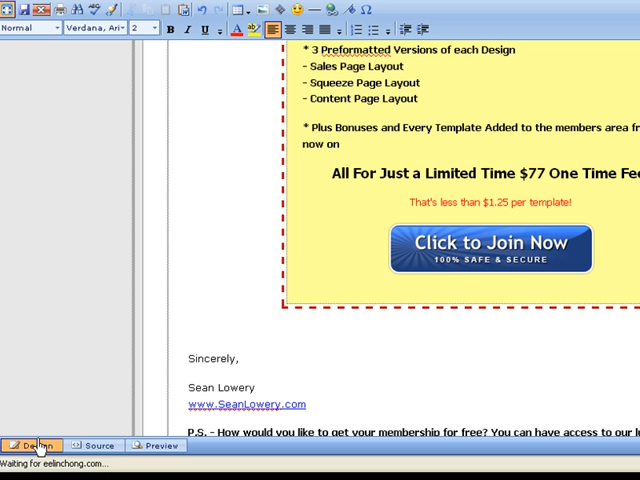 Normal Verdana, Ari 2 B I U A
* 3 Preformatted Versions of each Design
- Sales Page Layout
- Squeeze Page Layout
- Content Page Layout
* Plus Bonuses and Every Template Added to the members area
now on
All For Just a Limited Time $77 One Time
That's less than $1.25 per template!
Click to Join Now
100% SAFE & SECURE
Sincerely,
Sean Lowery
www.SeanLowery.com
P.S. - How would you like to get your membership for free? You can have access to our
Design Source Preview
Waiting for eelinchong.com...